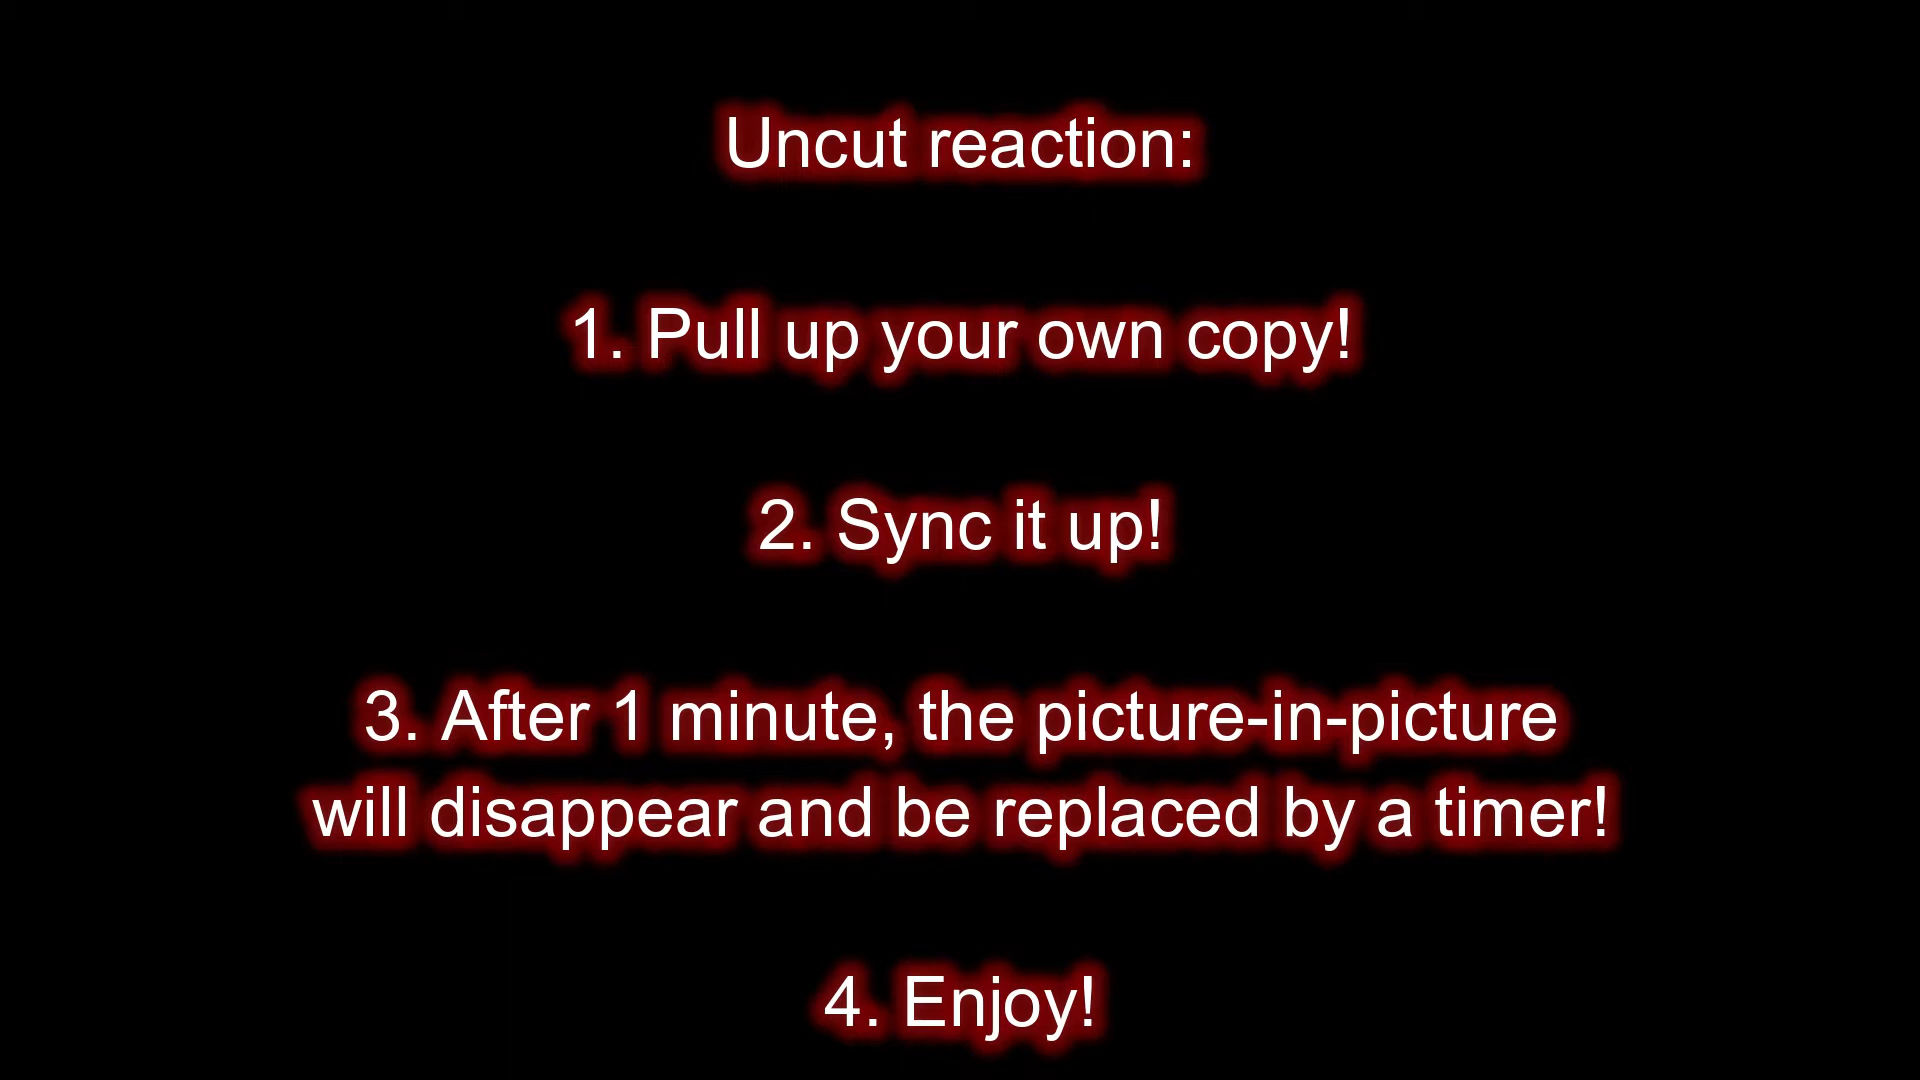 Uncut reaction:
1. Pull up your own copy!
2. Sync it up!
3. After 1 minute, the picture-in-picture
will disappear and be replaced by a timer!
4. Enjoy!